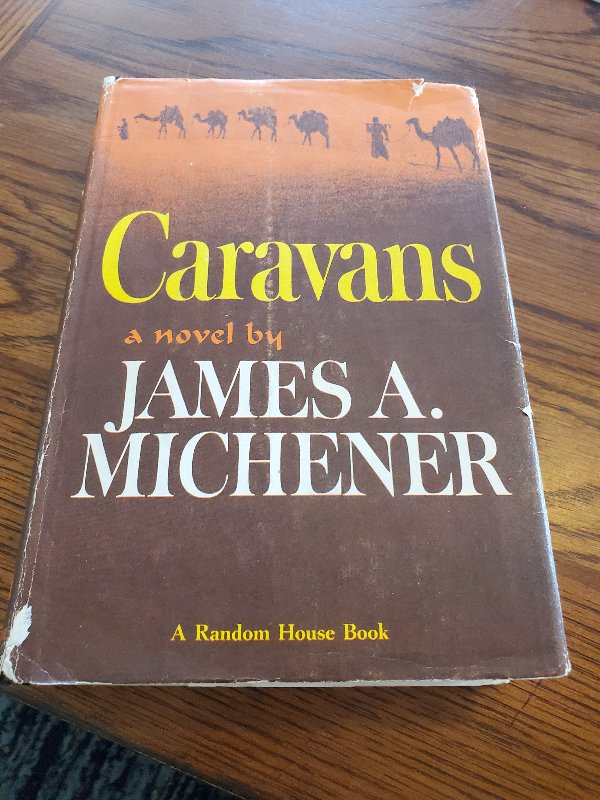 Caravans
a novel by
JAMES A.
MICHENER
A Random House Book